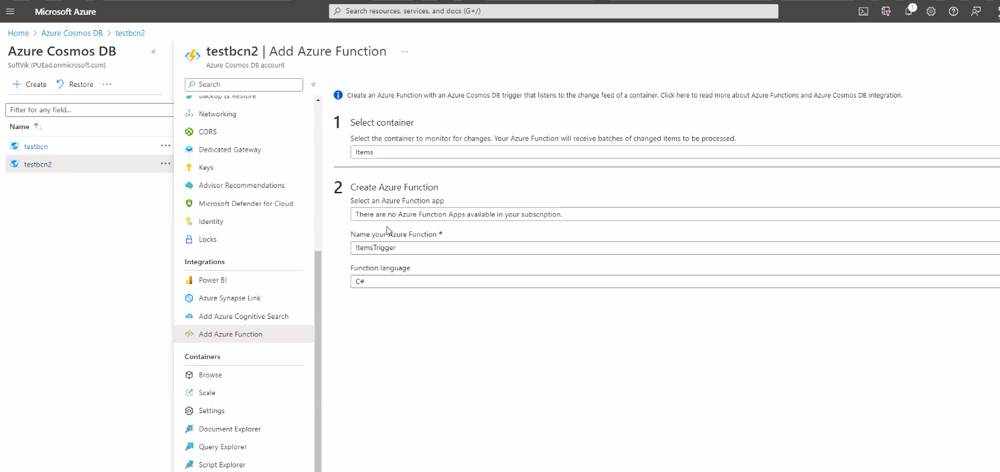 Microsoft Azure
Search resources, services, and docs (G+/)
1
Home > Azure Cosmos DB > testbcn2
Azure Cosmos DB
SoftVik (PUEad.onmicrosoft.com)
Create
Restore
Filter for any field...
Name
testbcn
testbcn2
testbcn2 | Add Azure Function
Azure Cosmos DB account
Search
Backup & Restore
Networking
CORS
Dedicated Gateway
Keys
Advisor Recommendations
Microsoft Defender for Cloud
Identity
Locks
Integrations
Power BI
Azure Synapse Link
Add Azure Cognitive Search
Add Azure Function
Containers
Browse
Scale
Settings
Document Explorer
Query Explorer
Script Explorer
Create an Azure Function with an Azure Cosmos DB trigger that listens to the change feed of a container. Click here to read more about Azure Functions and Azure Cosmos DB integration.
1 Select container
Select the container to monitor for changes. Your Azure Function will receive batches of changed items to be processed.
Items
2 Create Azure Function
Select an Azure Function app
There are no Azure Function Apps available in your subscription.
Name your Azure Function *
ItemsTrigger
Function language
C#